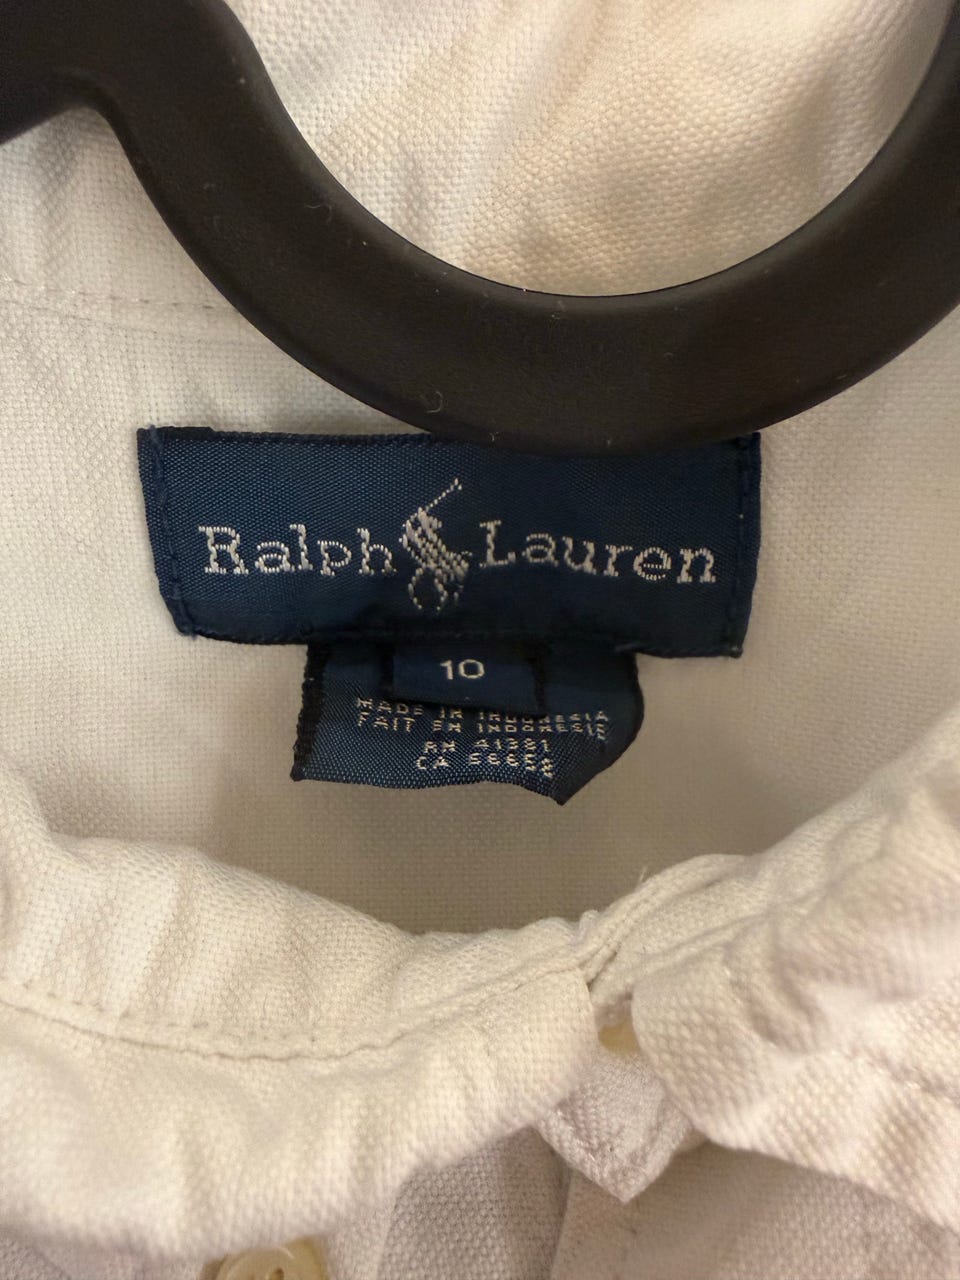 Ralph Lauren
10
MADE IN INDONESIA
FAIT EN INDONESIE
RN 41381
CA 56658